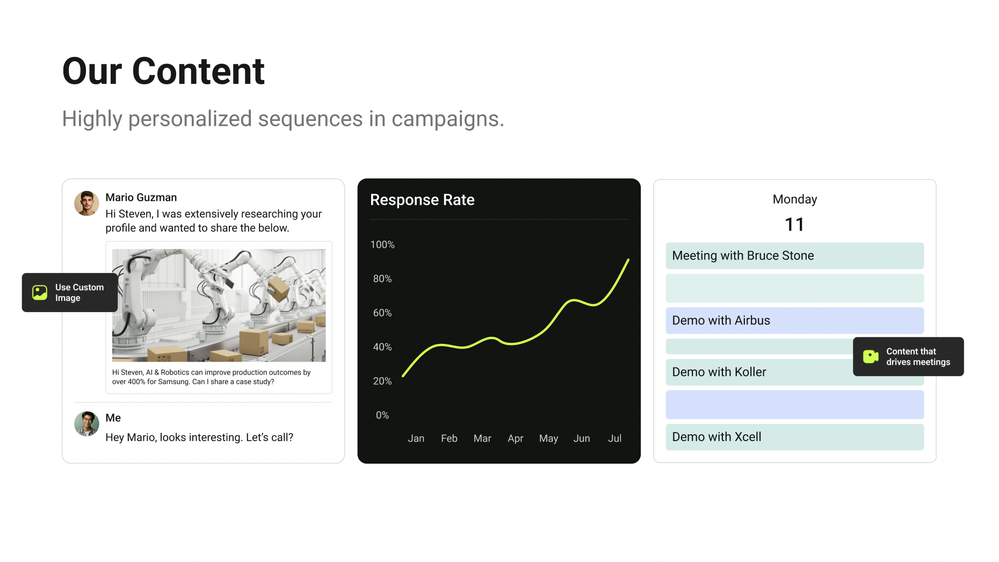 Our Content
Highly personalized sequences in campaigns.
Mario Guzman
Hi Steven, I was extensively researching your
profile and wanted to share the below.
Use Custom
Image
Hi Steven, AI & Robotics can improve production outcomes by
over 400% for Samsung. Can I share a case study?
Me
Hey Mario, looks interesting. Let’s call?
Response Rate
100%
80%
60%
40%
20%
0%
Jan Feb Mar Apr May Jun Jul
Monday
11
Meeting with Bruce Stone
Demo with Airbus
Content that
drives meetings
Demo with Koller
Demo with Xcell